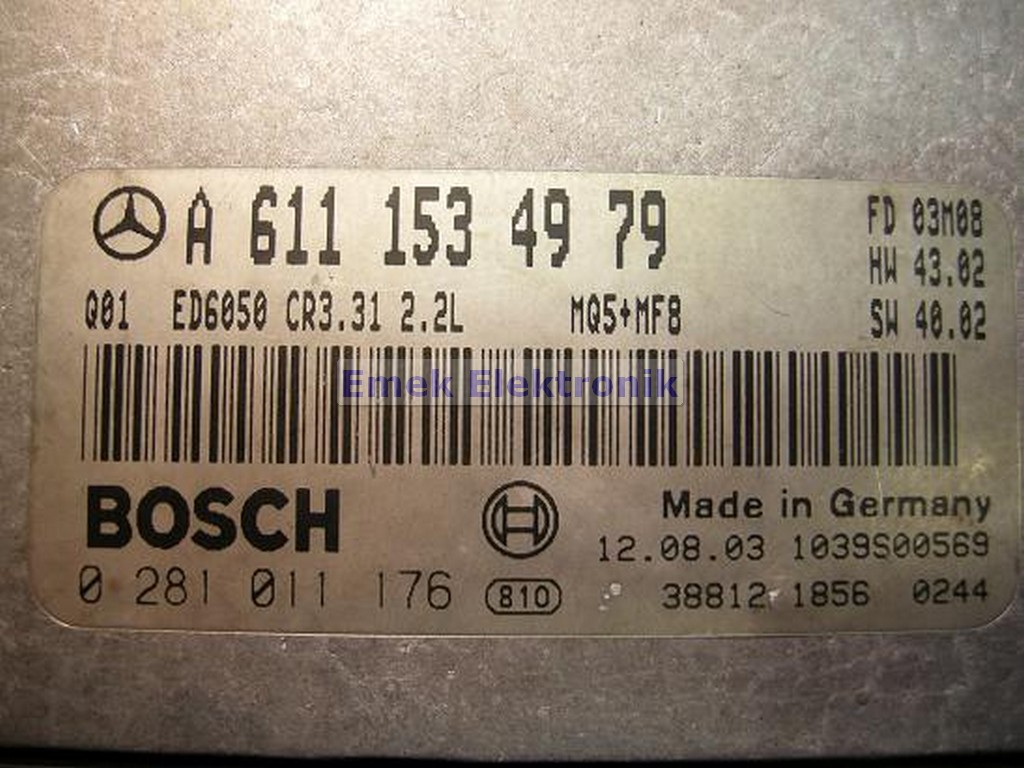 A 611 153 49 79
FD 03M08
HW 43.02
Q01 ED6050 CR3.31 2.2L MQ5+MF8 SW 40.02
Emek Elektronik
BOSCH
Made in Germany
12.08.03 1039S00569
0 281 011 176 810 38812 1856 0244